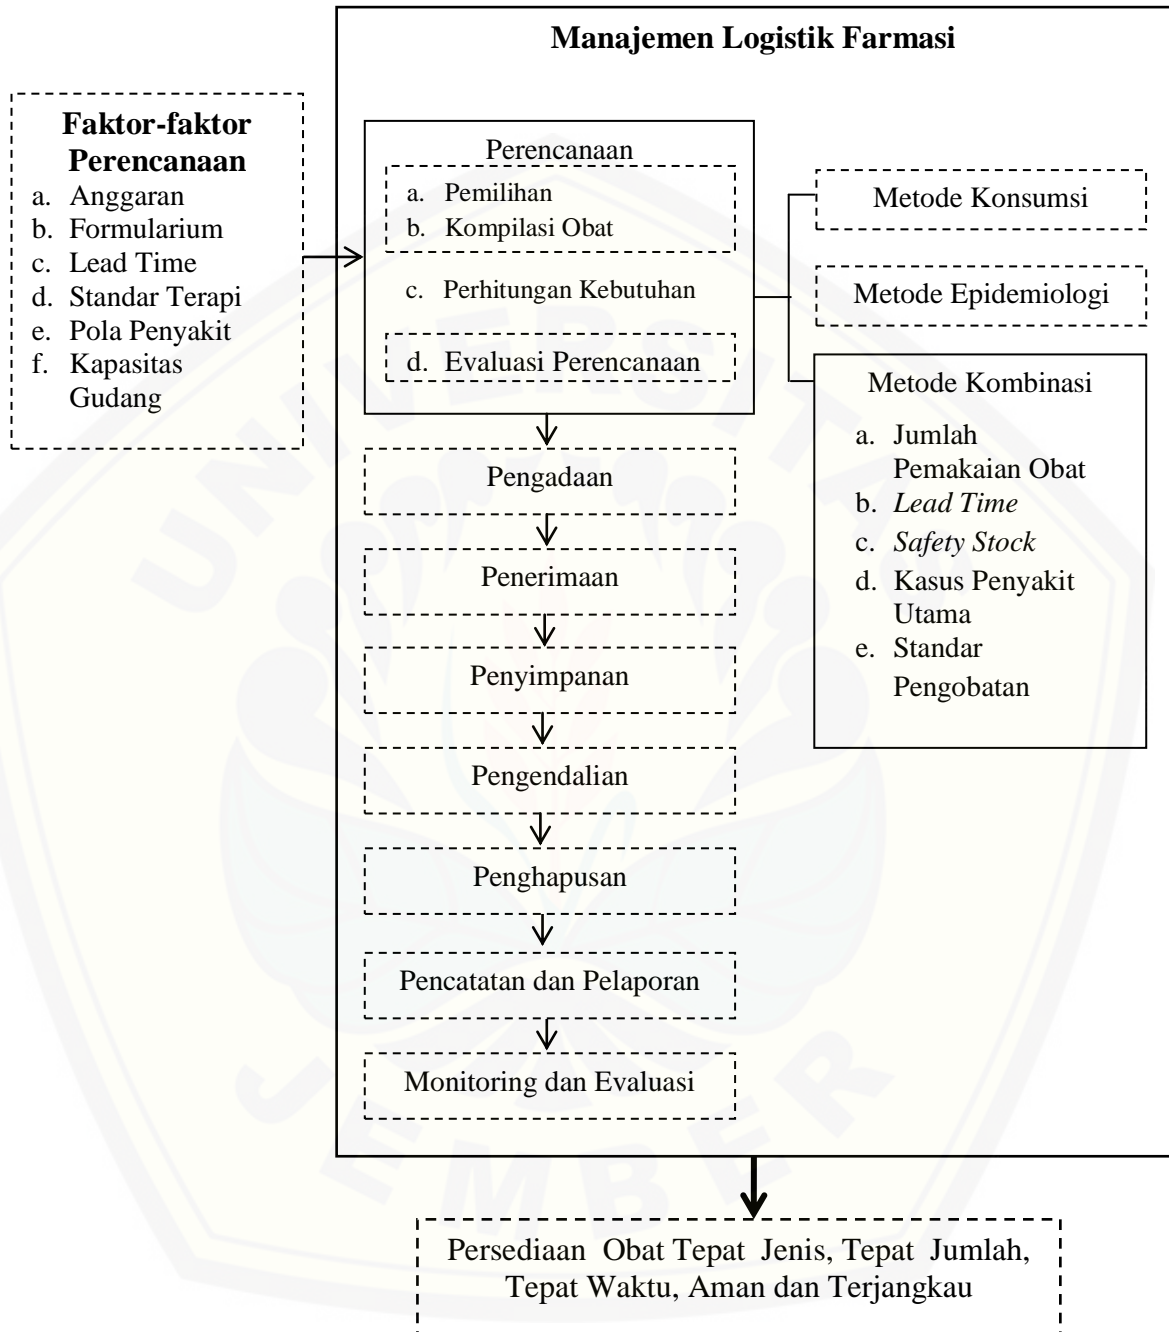 Manajemen Logistik Farmasi
Faktor-faktor
Perencanaan
a. Anggaran
b. Formularium
c. Lead Time
d. Standar Terapi
e. Pola Penyakit
f. Kapasitas
Gudang
Perencanaan
a. Pemilihan
b. Kompilasi Obat
c. Perhitungan Kebutuhan
d. Evaluasi Perencanaan
Metode Konsumsi
Metode Epidemiologi
Metode Kombinasi
a. Jumlah
Pemakaian Obat
b. Lead Time
c. Safety Stock
d. Kasus Penyakit
Utama
e. Standar
Pengobatan
Pengadaan
Penerimaan
Penyimpanan
Pengendalian
Penghapusan
Pencatatan dan Pelaporan
Monitoring dan Evaluasi
Persediaan Obat Tepat Jenis, Tepat Jumlah,
Tepat Waktu, Aman dan Terjangkau
UNIVERSITAS
JEMBER